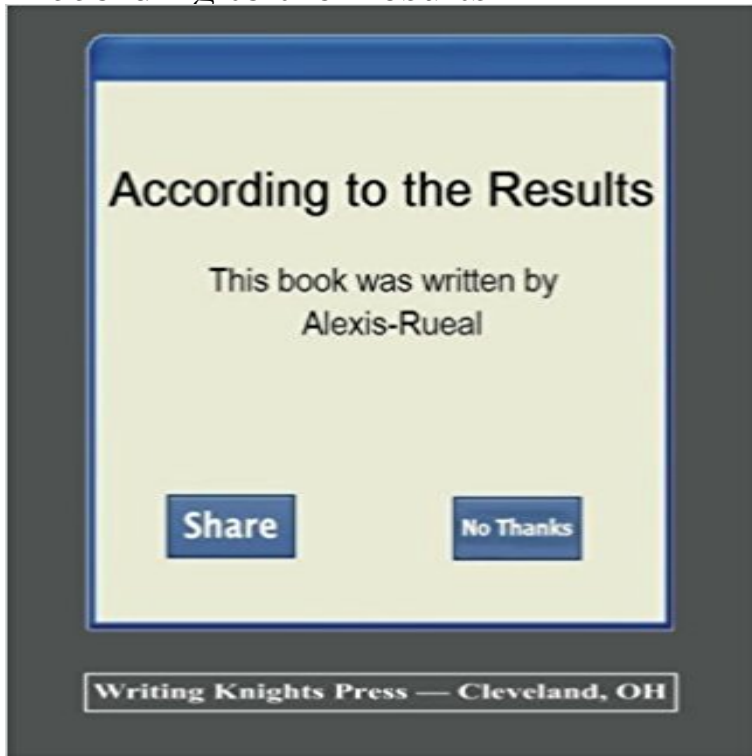 According to the Results
This book was written by
Alexis-Rueal
Share
No Thanks
Writing Knights Press — Cleveland, OH